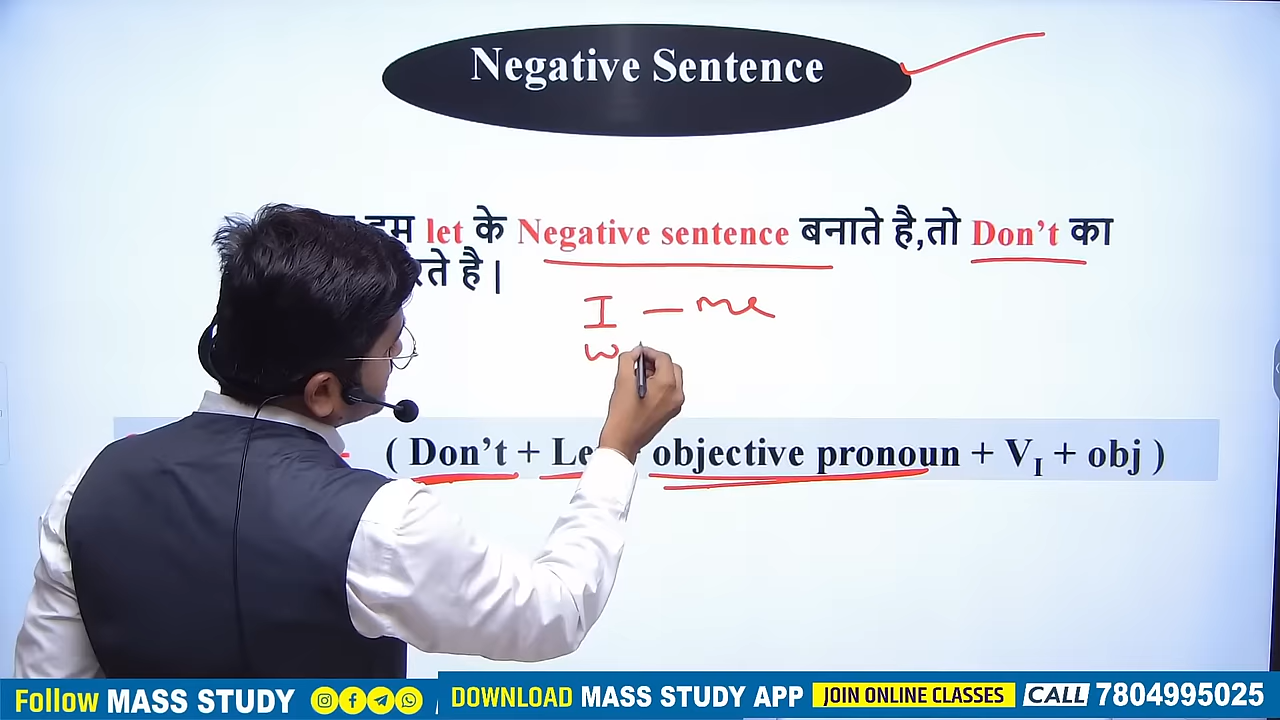 Negative Sentence
हम let के Negative sentence बनाते है,तो Don't का
है |
I — me
w
( Don't + Le objective pronoun + V₁ + obj )
Follow MASS STUDY DOWNLOAD MASS STUDY APP JOIN ONLINE CLASSES CALL 7804995025